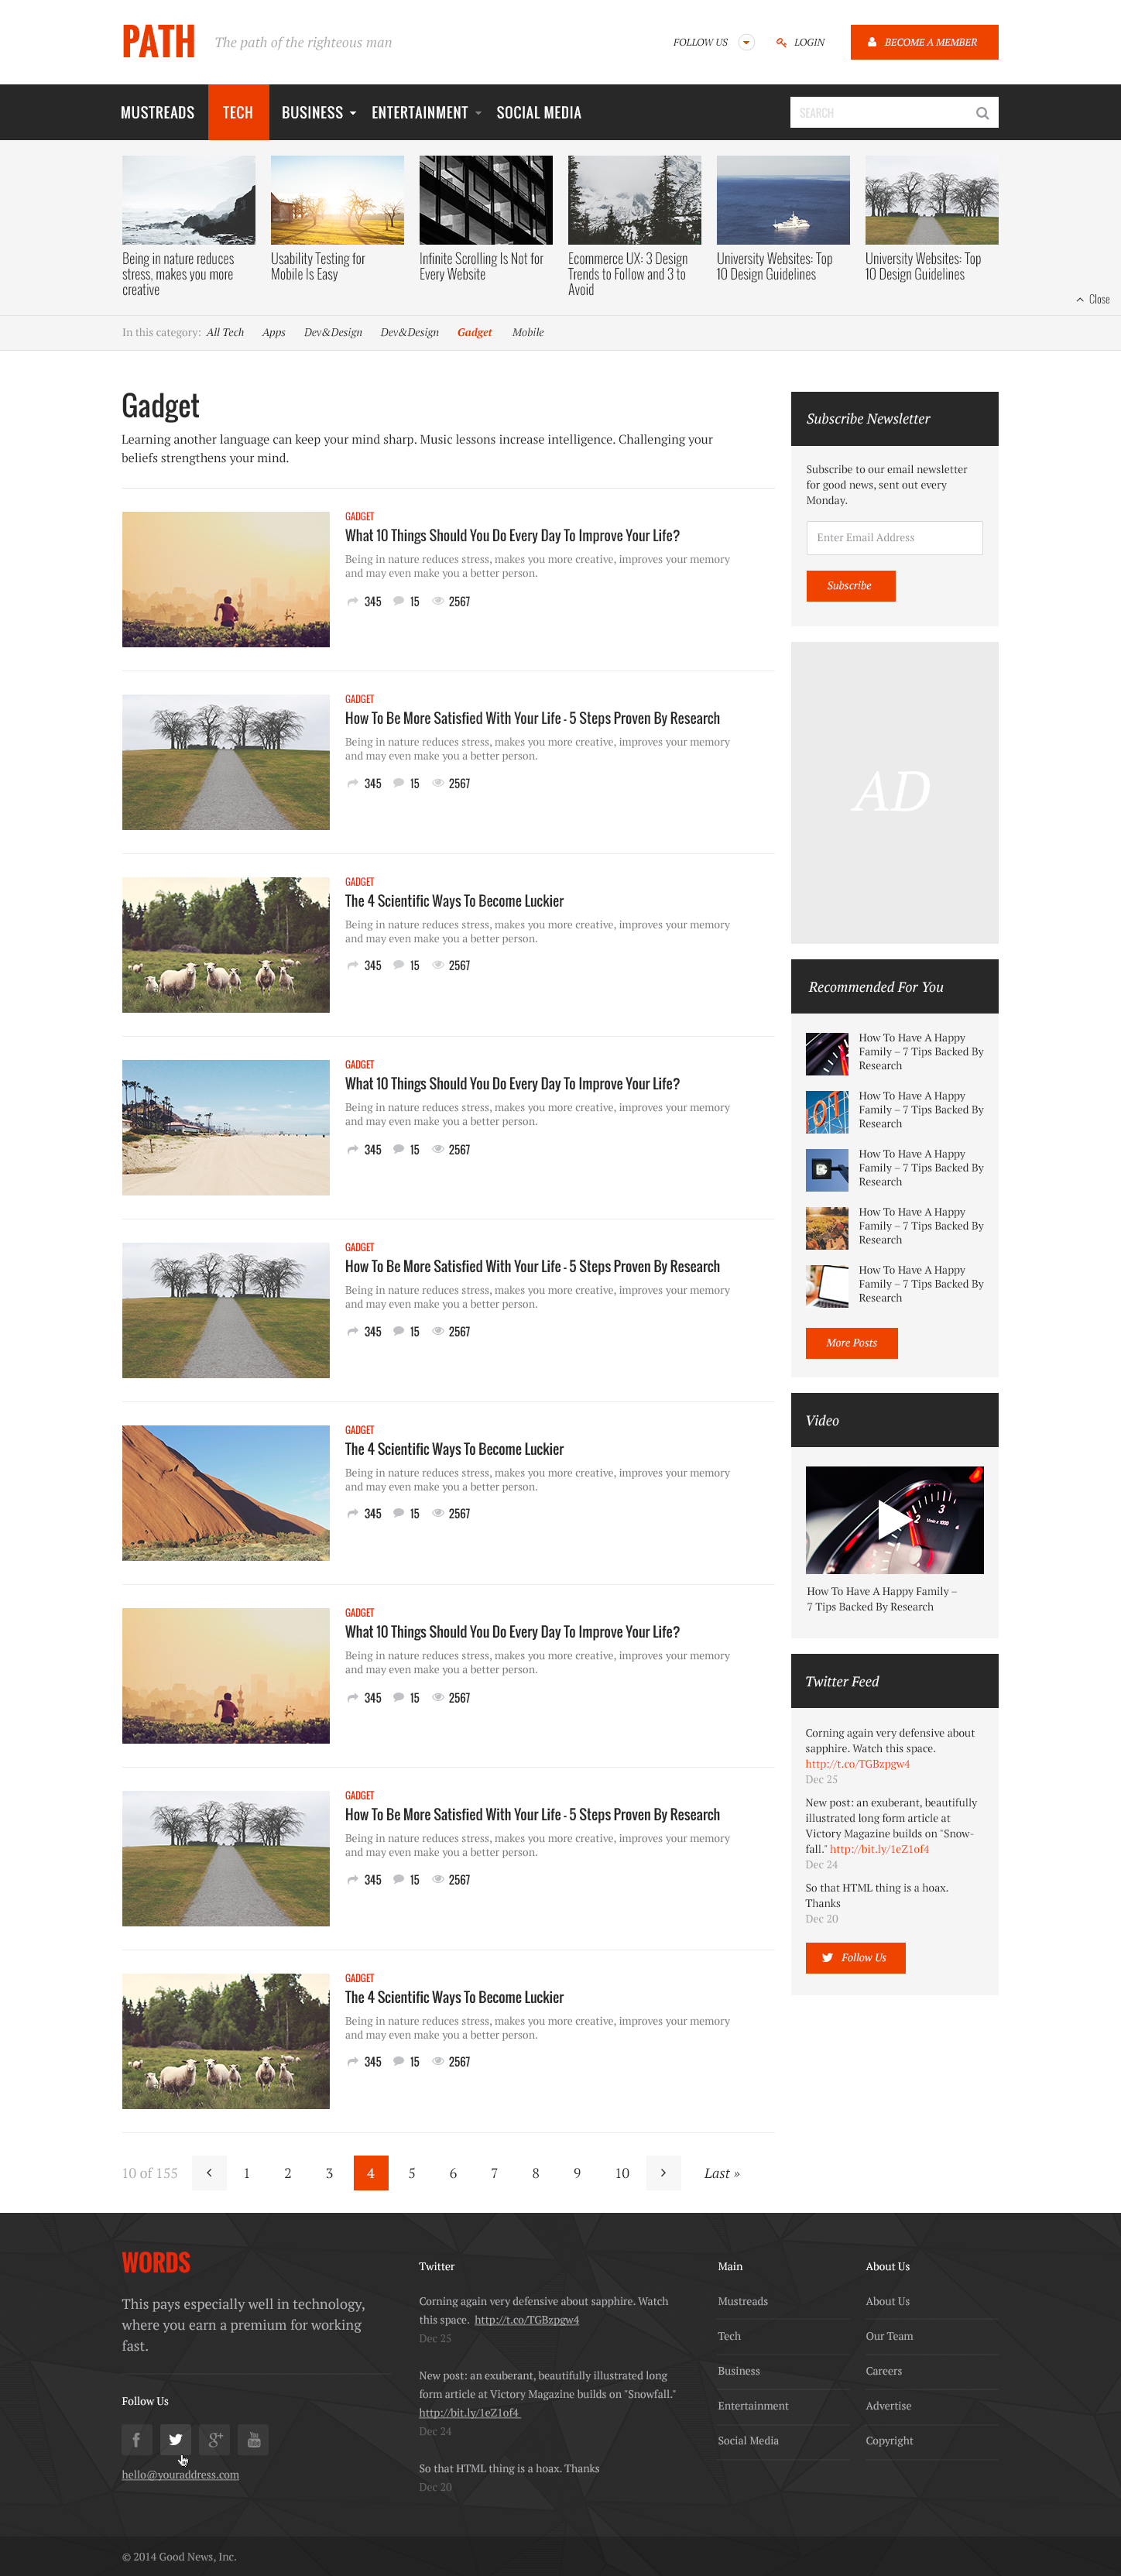 PATH
The path of the righteous man
FOLLOW US
LOGIN
BECOME A MEMBER
MUSTREADS
TECH
BUSINESS
ENTERTAINMENT
SOCIAL MEDIA
SEARCH
Being in nature reduces
stress, makes you more
creative
Usability Testing for
Mobile Is Easy
Infinite Scrolling Is Not for
Every Website
Ecommerce UX: 3 Design
Trends to Follow and 3 to
Avoid
University Websites: Top
10 Design Guidelines
University Websites: Top
10 Design Guidelines
Close
In this category: All Tech Apps Dev&Design Dev&Design Gadget Mobile
Gadget
Learning another language can keep your mind sharp. Music lessons increase intelligence. Challenging your
beliefs strengthens your mind.
GADGET
What 10 Things Should You Do Every Day To Improve Your Life?
Being in nature reduces stress, makes you more creative, improves your memory
and may even make you a better person.
345 15 2567
GADGET
How To Be More Satisfied With Your Life - 5 Steps Proven By Research
Being in nature reduces stress, makes you more creative, improves your memory
and may even make you a better person.
345 15 2567
GADGET
The 4 Scientific Ways To Become Luckier
Being in nature reduces stress, makes you more creative, improves your memory
and may even make you a better person.
345 15 2567
GADGET
What 10 Things Should You Do Every Day To Improve Your Life?
Being in nature reduces stress, makes you more creative, improves your memory
and may even make you a better person.
345 15 2567
GADGET
How To Be More Satisfied With Your Life - 5 Steps Proven By Research
Being in nature reduces stress, makes you more creative, improves your memory
and may even make you a better person.
345 15 2567
GADGET
The 4 Scientific Ways To Become Luckier
Being in nature reduces stress, makes you more creative, improves your memory
and may even make you a better person.
345 15 2567
GADGET
What 10 Things Should You Do Every Day To Improve Your Life?
Being in nature reduces stress, makes you more creative, improves your memory
and may even make you a better person.
345 15 2567
GADGET
How To Be More Satisfied With Your Life - 5 Steps Proven By Research
Being in nature reduces stress, makes you more creative, improves your memory
and may even make you a better person.
345 15 2567
GADGET
The 4 Scientific Ways To Become Luckier
Being in nature reduces stress, makes you more creative, improves your memory
and may even make you a better person.
345 15 2567
10 of 155 1 2 3 4 5 6 7 8 9 10 Last »
Subscribe Newsletter
Subscribe to our email newsletter
for good news, sent out every
Monday.
Enter Email Address
Subscribe
AD
Recommended For You
How To Have A Happy
Family – 7 Tips Backed By
Research
How To Have A Happy
Family – 7 Tips Backed By
Research
How To Have A Happy
Family – 7 Tips Backed By
Research
How To Have A Happy
Family – 7 Tips Backed By
Research
How To Have A Happy
Family – 7 Tips Backed By
Research
More Posts
Video
How To Have A Happy Family –
7 Tips Backed By Research
Twitter Feed
Corning again very defensive about
sapphire. Watch this space.
http://t.co/TGBzpgw4
Dec 25
New post: an exuberant, beautifully
illustrated long form article at
Victory Magazine builds on "Snow-
fall." http://bit.ly/1eZ1of4
Dec 24
So that HTML thing is a hoax.
Thanks
Dec 20
Follow Us
WORDS
This pays especially well in technology,
where you earn a premium for working
fast.
Follow Us
hello@youraddress.com
Twitter
Corning again very defensive about sapphire. Watch
this space. http://t.co/TGBzpgw4
Dec 25
New post: an exuberant, beautifully illustrated long
form article at Victory Magazine builds on "Snowfall."
http://bit.ly/1eZ1of4
Dec 24
So that HTML thing is a hoax. Thanks
Dec 20
Main
Mustreads
Tech
Business
Entertainment
Social Media
About Us
About Us
Our Team
Careers
Advertise
Copyright
© 2014 Good News, Inc.